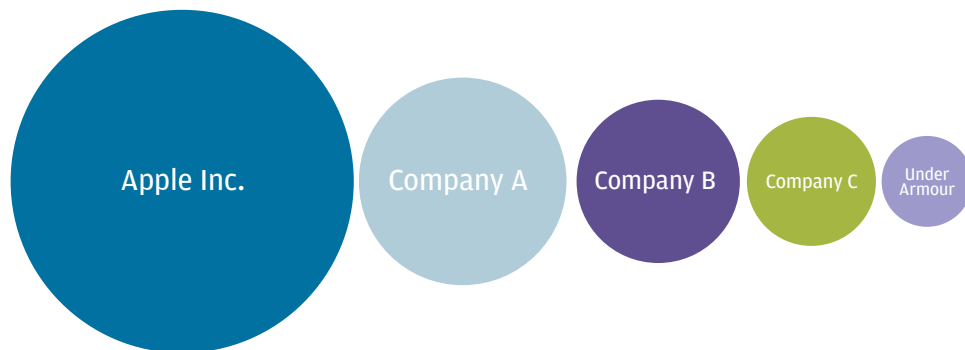 Apple Inc.
Company A
Company B
Company C
Under
Armour